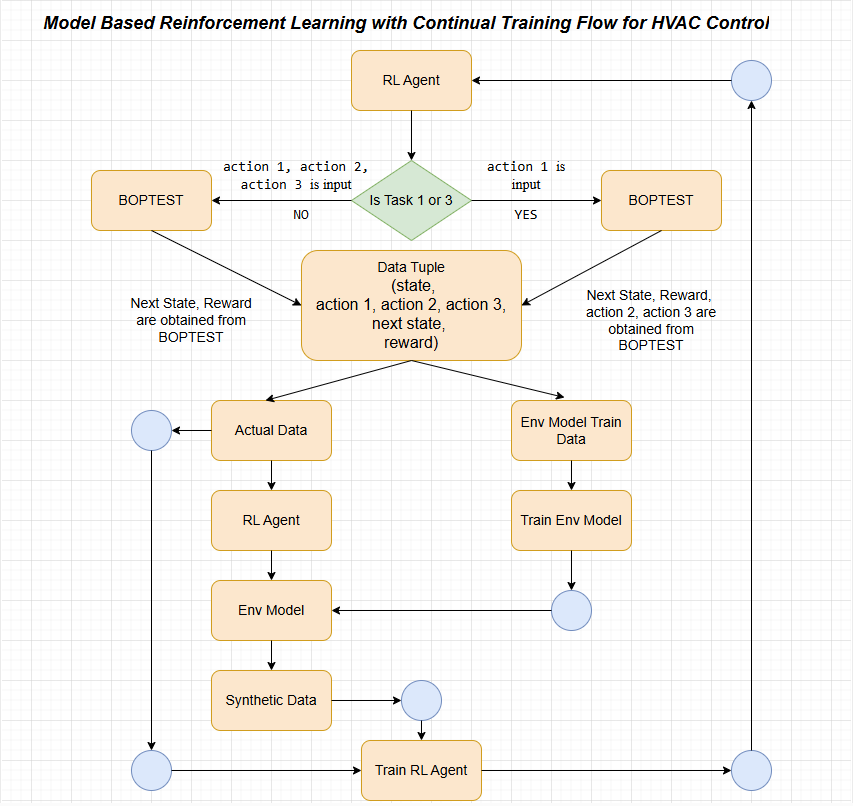 Model Based Reinforcement Learning with Continual Training Flow for HVAC Control
RL Agent
action 1, action 2,
action 3 is input
NO
Is Task 1 or 3
action 1 is
input
YES
BOPTEST
BOPTEST
Data Tuple
(state,
action 1, action 2, action 3,
next state,
reward)
Next State, Reward
are obtained from
BOPTEST
Next State, Reward,
action 2, action 3 are
obtained from
BOPTEST
Actual Data
Env Model Train
Data
RL Agent
Train Env Model
Env Model
Synthetic Data
Train RL Agent